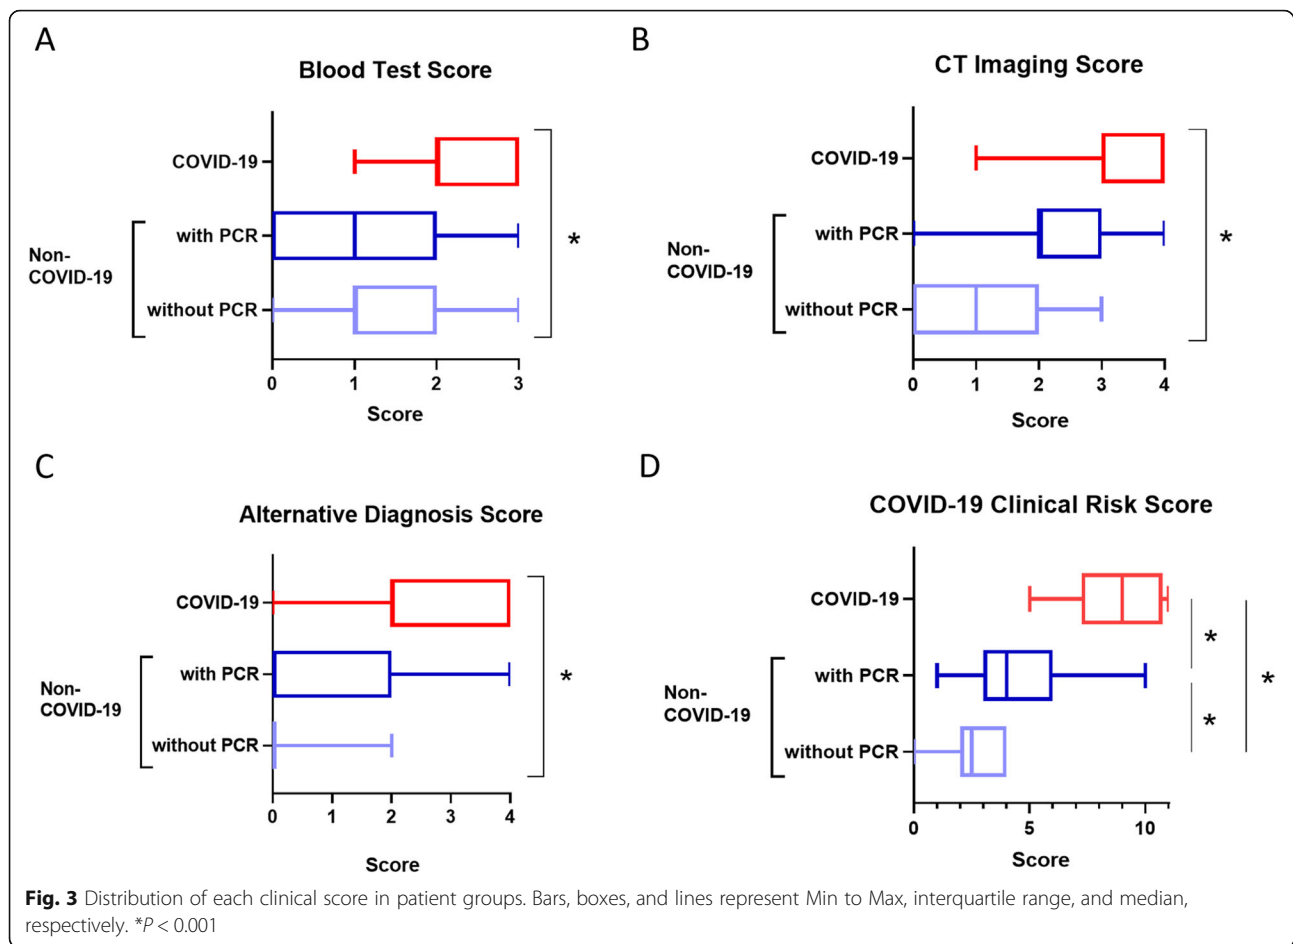 A
Blood Test Score
COVID-19
with PCR
Non-
COVID-19
without PCR
*
0 1 2 3
Score
B
CT Imaging Score
COVID-19
with PCR
Non-
COVID-19
without PCR
*
0 1 2 3 4
Score
C
Alternative Diagnosis Score
COVID-19
with PCR
Non-
COVID-19
without PCR
*
0 1 2 3 4
Score
D
COVID-19 Clinical Risk Score
COVID-19
with PCR
Non-
COVID-19
without PCR
*
*
*
0 5 10
Score
Fig. 3 Distribution of each clinical score in patient groups. Bars, boxes, and lines represent Min to Max, interquartile range, and median,
respectively. *P < 0.001